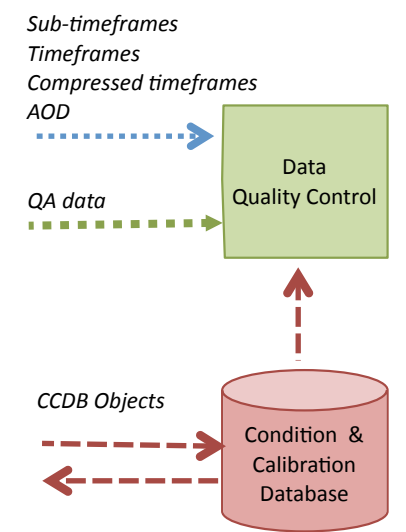 Sub-timeframes
Timeframes
Compressed timeframes
AOD
Data
Quality Control
QA data
CCDB Objects
Condition &
Calibration
Database